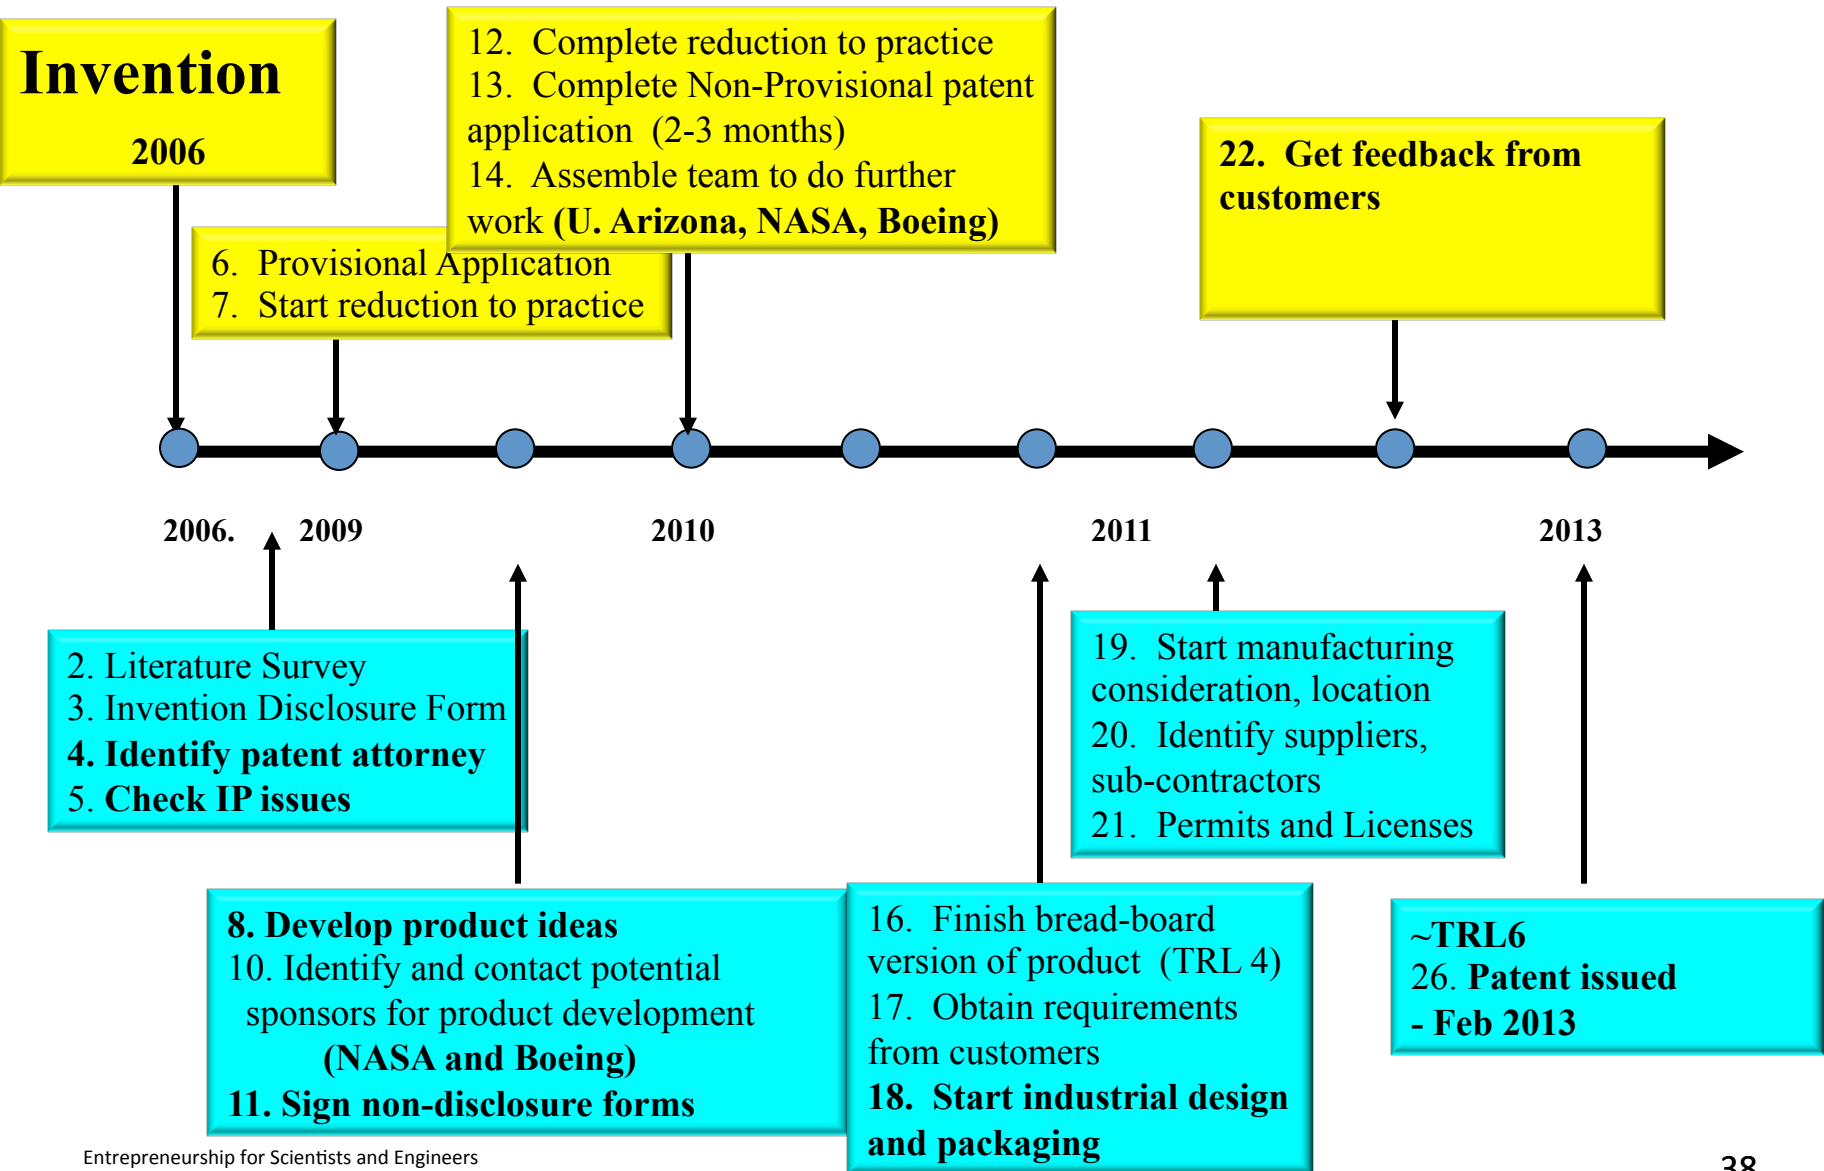 Invention
2006
12.  Complete reduction to practice
13.  Complete Non-Provisional patent
application  (2-3 months)
14.  Assemble team to do further
work (U. Arizona, NASA, Boeing)
22.  Get feedback from
customers
6.  Provisional Application
7.  Start reduction to practice
2006.
2009
2010
2011
2013
2. Literature Survey
3. Invention Disclosure Form
4. Identify patent attorney
5. Check IP issues
19.  Start manufacturing
consideration, location
20.  Identify suppliers,
sub-contractors
21.  Permits and Licenses
8. Develop product ideas
10. Identify and contact potential
sponsors for product development
(NASA and Boeing)
11. Sign non-disclosure forms
16.  Finish bread-board
version of product  (TRL 4)
17.  Obtain requirements
from customers
18.  Start industrial design
and packaging
~TRL6
26. Patent issued
- Feb 2013
Entrepreneurship for Scientists and Engineers
38